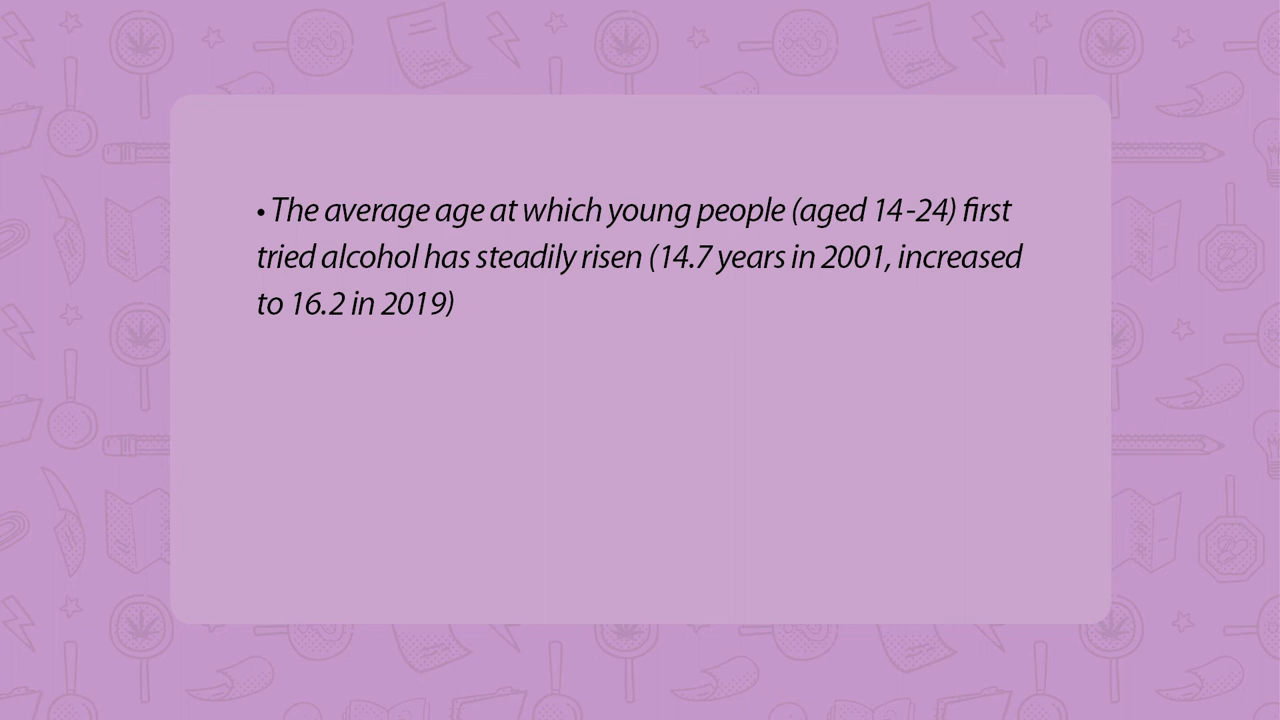 • The average age at which young people (aged 14-24) first
tried alcohol has steadily risen (14.7 years in 2001, increased
to 16.2 in 2019)